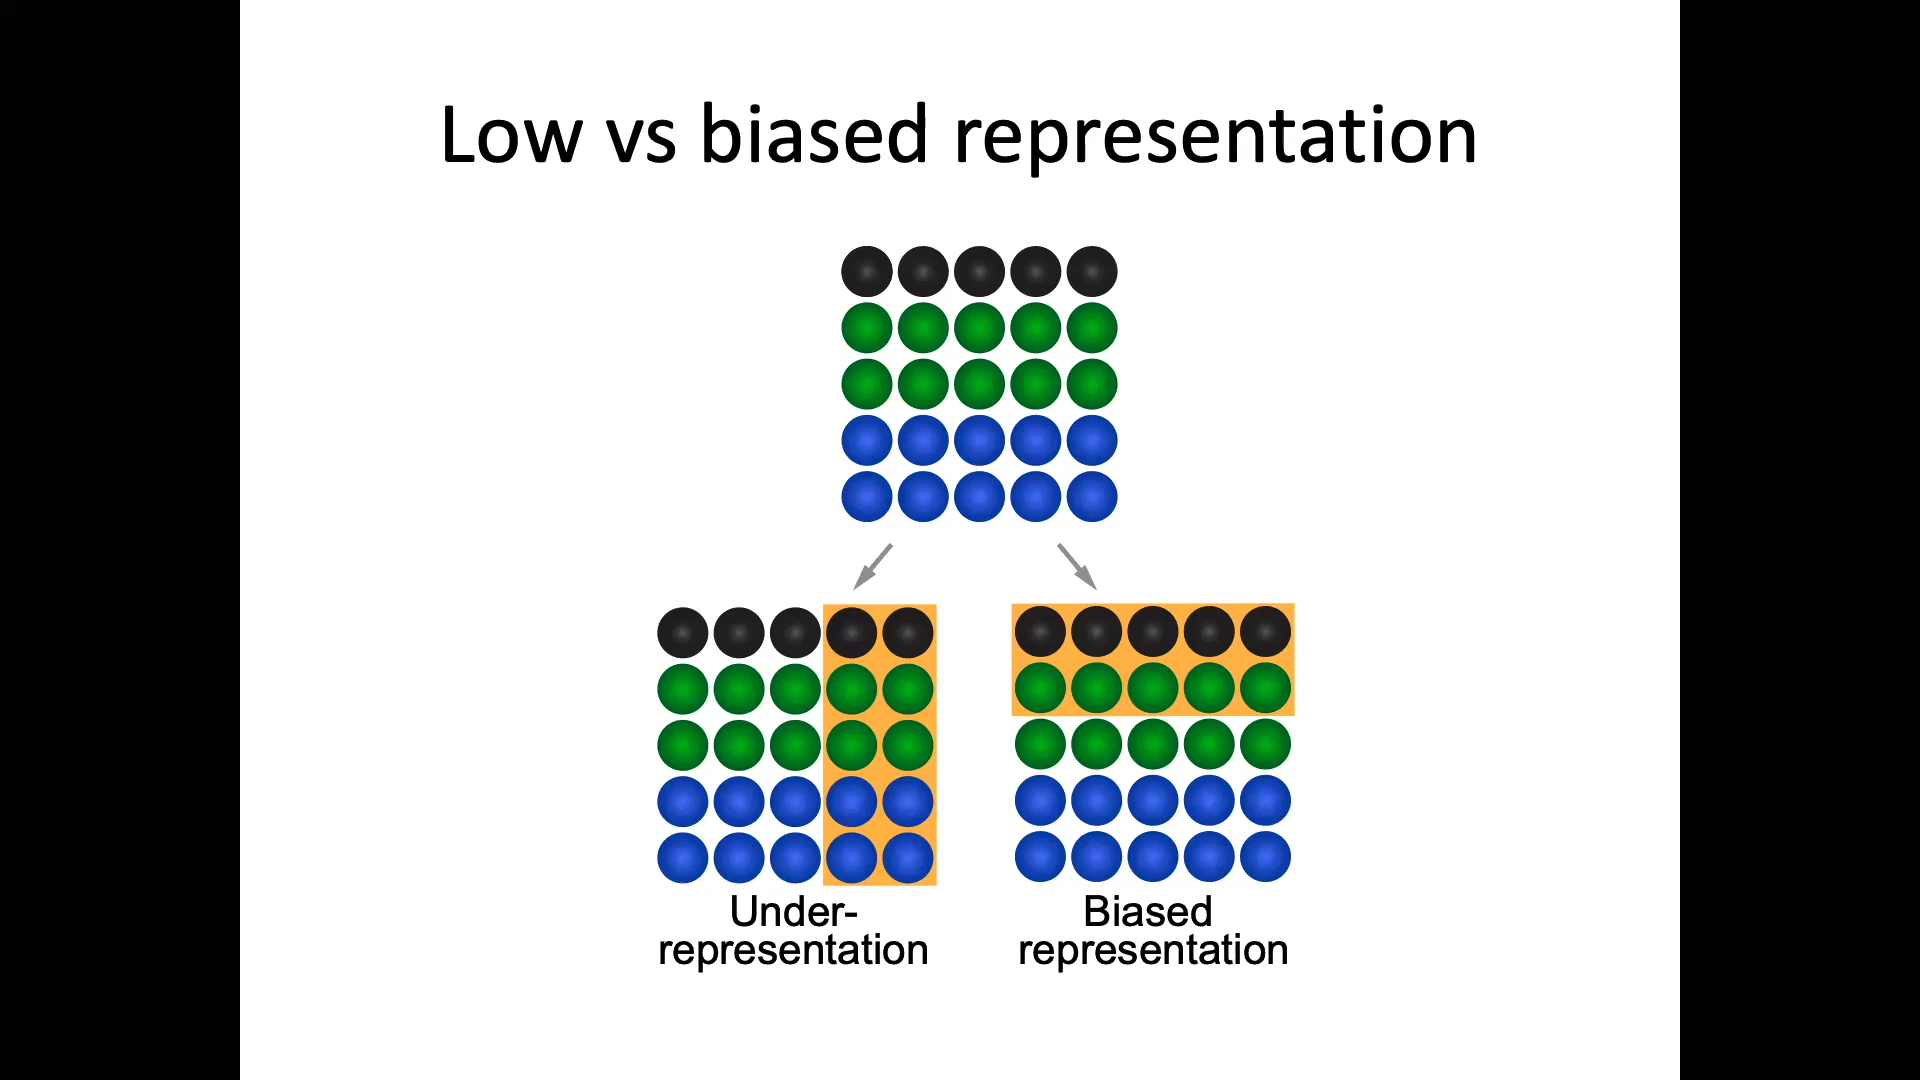 Low vs biased representation
Under-
representation
Biased
representation